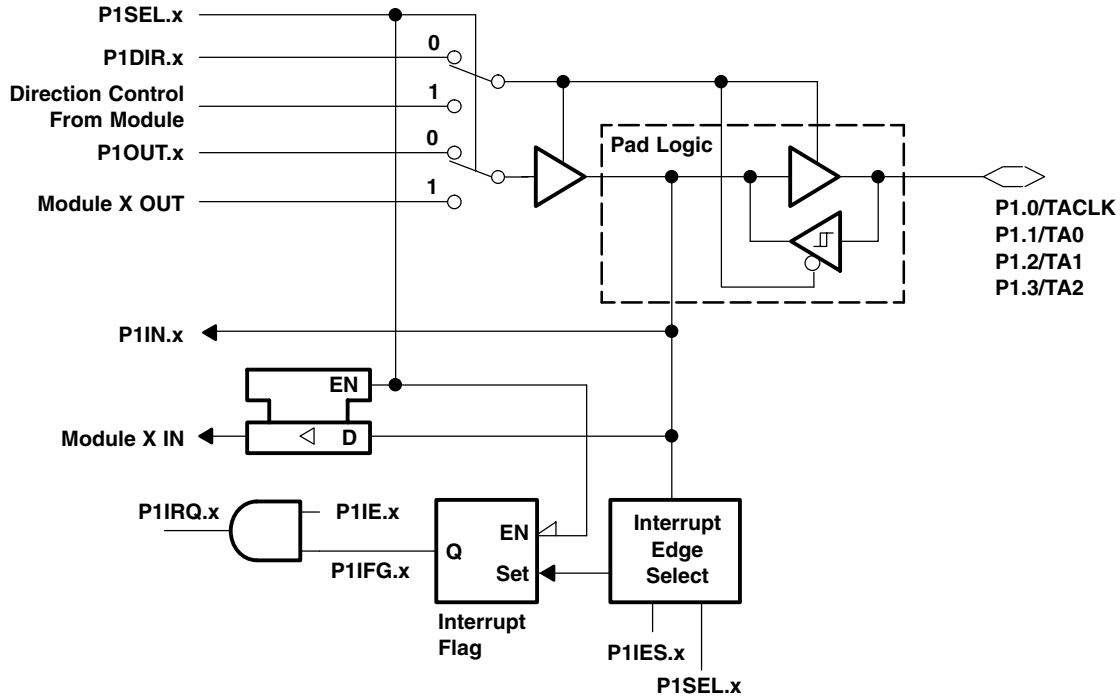 P1SEL.x
0
P1DIR.x
Direction Control
From Module
1
0
P1OUT.x
Module X OUT
1
Pad Logic
P1.0/TACLK
P1.1/TA0
P1.2/TA1
P1.3/TA2
P1IN.x
EN
Module X IN
D
P1IRQ.x
P1IE.x
P1IFG.x
EN
Q
Set
Interrupt
Flag
Interrupt
Edge
Select
P1IES.x
P1SEL.x